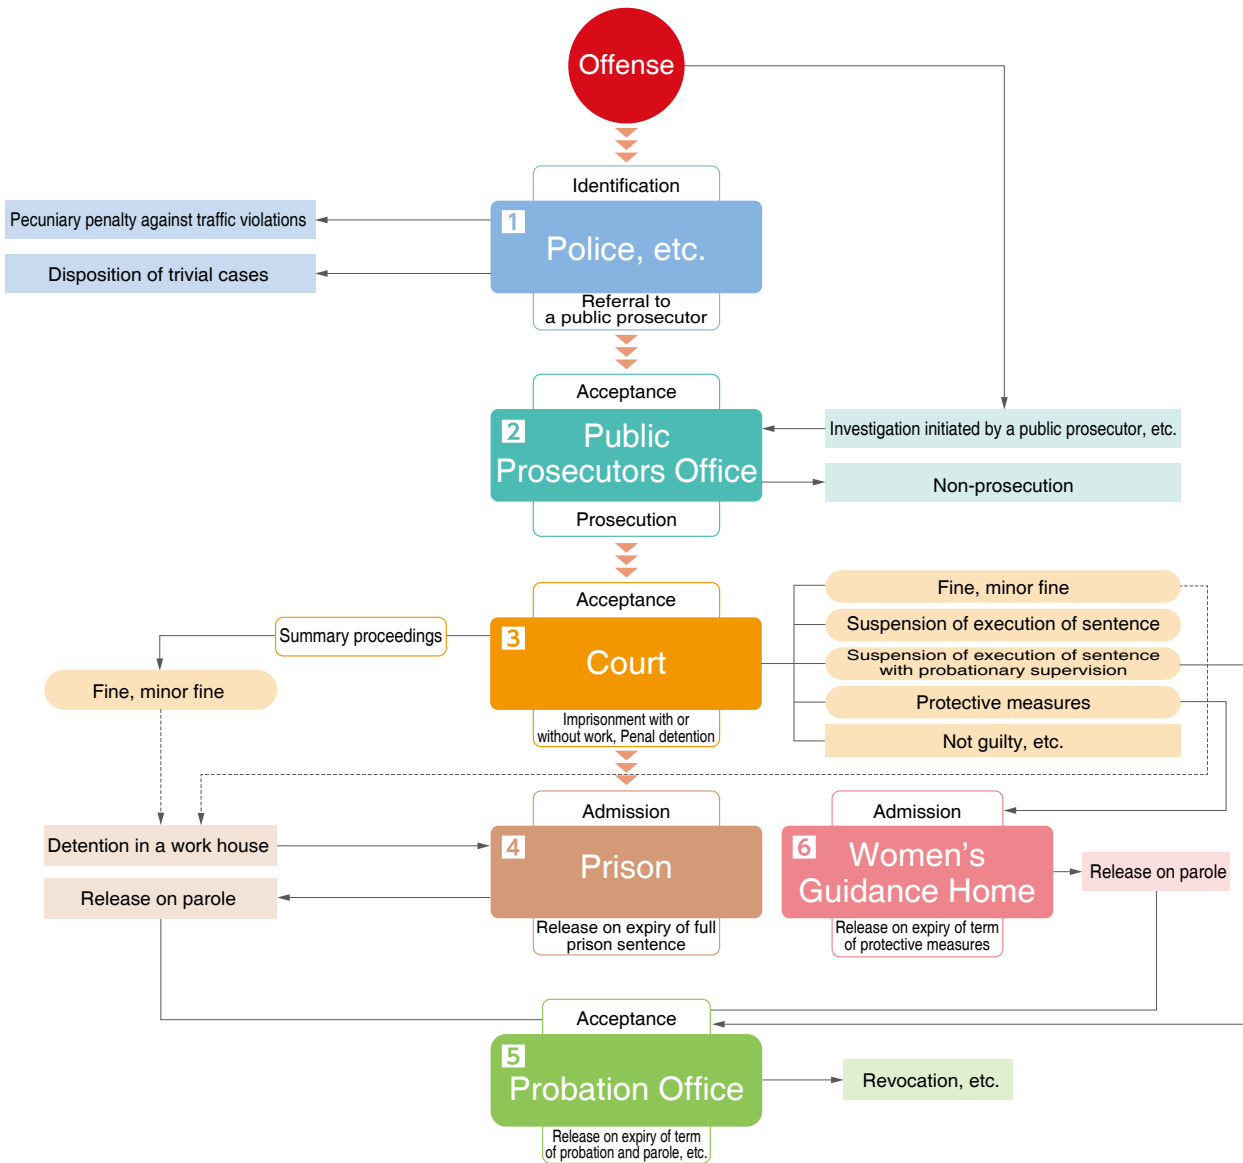 Offense
Identification
1
Police, etc.
Pecuniary penalty against traffic violations
Disposition of trivial cases
Referral to
a public prosecutor
Acceptance
2
Public
Prosecutors Office
Investigation initiated by a public prosecutor, etc.
Non-prosecution
Prosecution
Acceptance
3
Court
Summary proceedings
Fine, minor fine
Fine, minor fine
Suspension of execution of sentence
Suspension of execution of sentence
with probationary supervision
Protective measures
Not guilty, etc.
Imprisonment with or
without work, Penal detention
Admission
4
Prison
Detention in a work house
Release on parole
Release on expiry of full
prison sentence
Admission
6
Women's
Guidance Home
Release on parole
Release on expiry of term
of protective measures
Acceptance
5
Probation Office
Revocation, etc.
Release on expiry of term
of probation and parole, etc.